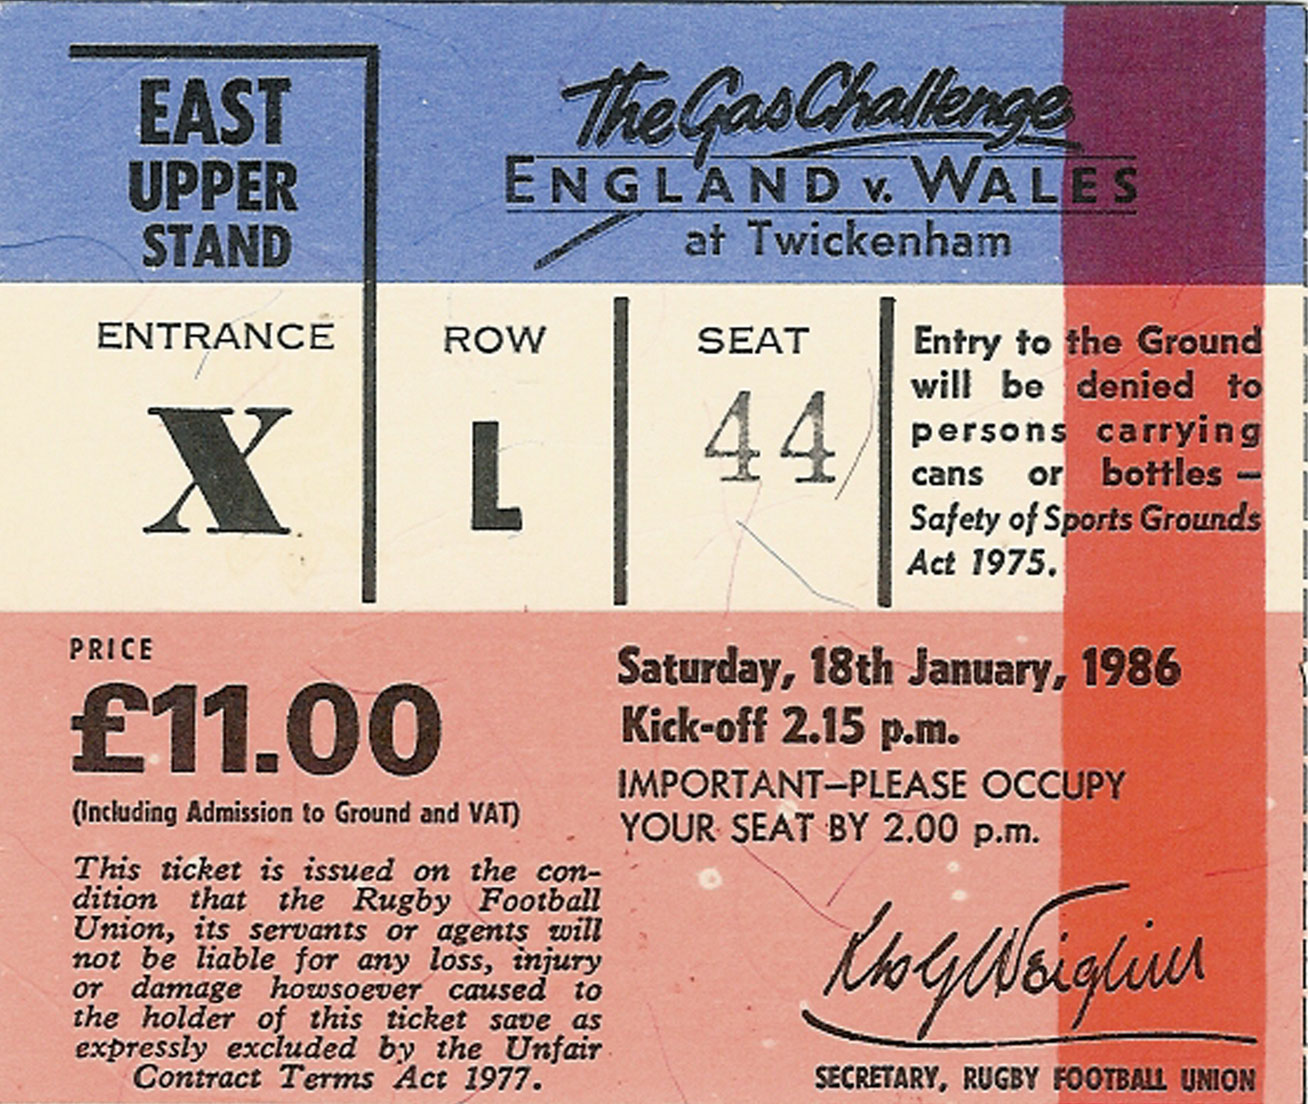 EAST
UPPER
STAND
The Gas Challenge
ENGLAND v. WALES
at Twickenham
ENTRANCE
X
ROW
L
SEAT
44
Entry to the Ground
will be denied to
persons carrying
cans or bottles –
Safety of Sports Grounds
Act 1975.
PRICE
£11.00
(Including Admission to Ground and VAT)
This ticket is issued on the con-
dition that the Rugby Football
Union, its servants or agents will
not be liable for any loss, injury
or damage howsoever caused to
the holder of this ticket save as
expressly excluded by the Unfair
Contract Terms Act 1977.
Saturday, 18th January, 1986
Kick-off 2.15 p.m.
IMPORTANT–PLEASE OCCUPY
YOUR SEAT BY 2.00 p.m.
SECRETARY, RUGBY FOOTBALL UNION